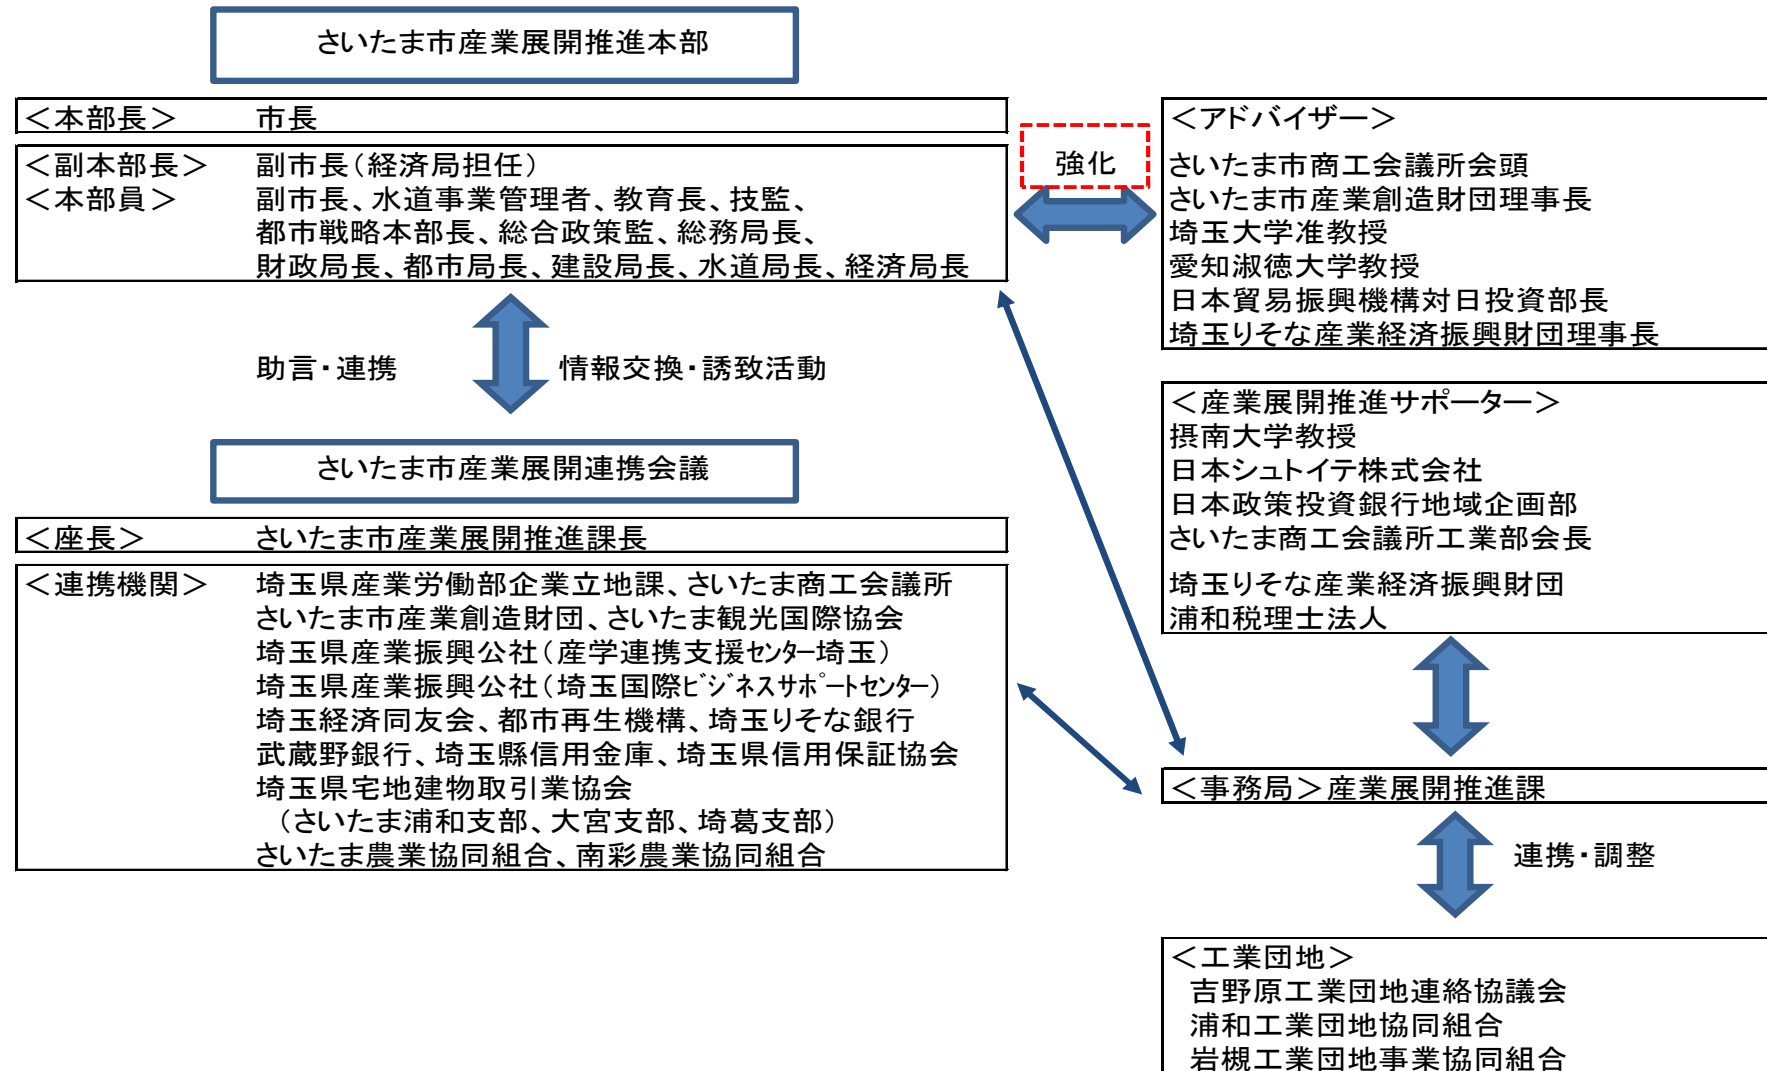 さいたま市産業展開推進本部
＜本部長＞　市長
＜副本部長＞　副市長（経済局担任）
＜本部員＞　副市長、水道事業管理者、教育長、技監、
都市戦略本部長、総合政策監、総務局長、
財政局長、都市局長、建設局長、水道局長、経済局長
強化
＜アドバイザー＞
さいたま市商工会議所会頭
さいたま市産業創造財団理事長
埼玉大学准教授
愛知淑徳大学教授
日本貿易振興機構対日投資部長
埼玉りそな産業経済振興財団理事長
助言・連携
情報交換・誘致活動
＜産業展開推進サポーター＞
摂南大学教授
日本シュトイテ株式会社
日本政策投資銀行地域企画部
さいたま商工会議所工業部会長
埼玉りそな産業経済振興財団
浦和税理士法人
さいたま市産業展開連携会議
＜座長＞　さいたま市産業展開推進課長
＜連携機関＞　埼玉県産業労働部企業立地課、さいたま商工会議所
さいたま市産業創造財団、さいたま観光国際協会
埼玉県産業振興公社（産学連携支援ｾﾝﾀｰ埼玉）
埼玉県産業振興公社（埼玉国際ﾋﾞｼﾞﾈｽｻﾎﾟｰﾄｾﾝﾀｰ）
埼玉経済同友会、都市再生機構、埼玉りそな銀行
武蔵野銀行、埼玉縣信用金庫、埼玉県信用保証協会
埼玉県宅地建物取引業協会
（さいたま浦和支部、大宮支部、埼葛支部）
さいたま農業協同組合、南彩農業協同組合
＜事務局＞産業展開推進課
連携・調整
＜工業団地＞
吉野原工業団地連絡協議会
浦和工業団地協同組合
岩槻工業団地事業協同組合